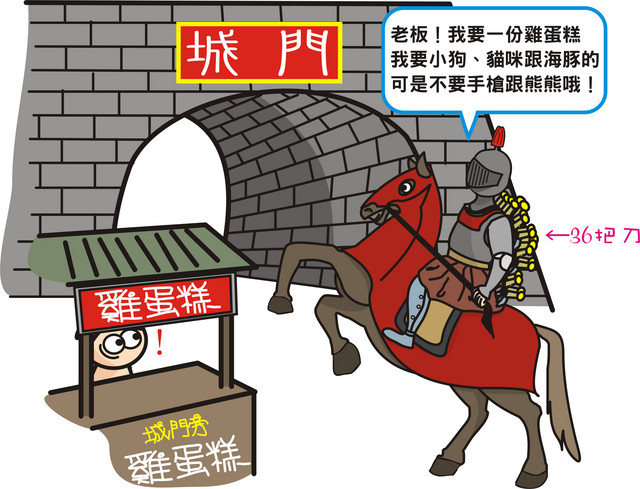 城門
老板！我要一份雞蛋糕
我要小狗、貓咪跟海豚的
可是不要手槍跟熊熊哦！
←36把刀
雞蛋糕
！
城門旁
雞蛋糕